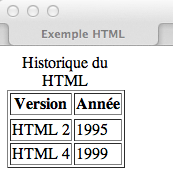 Exemple HTML
Historique du
HTML
Version Année
HTML 2 1995
HTML 4 1999